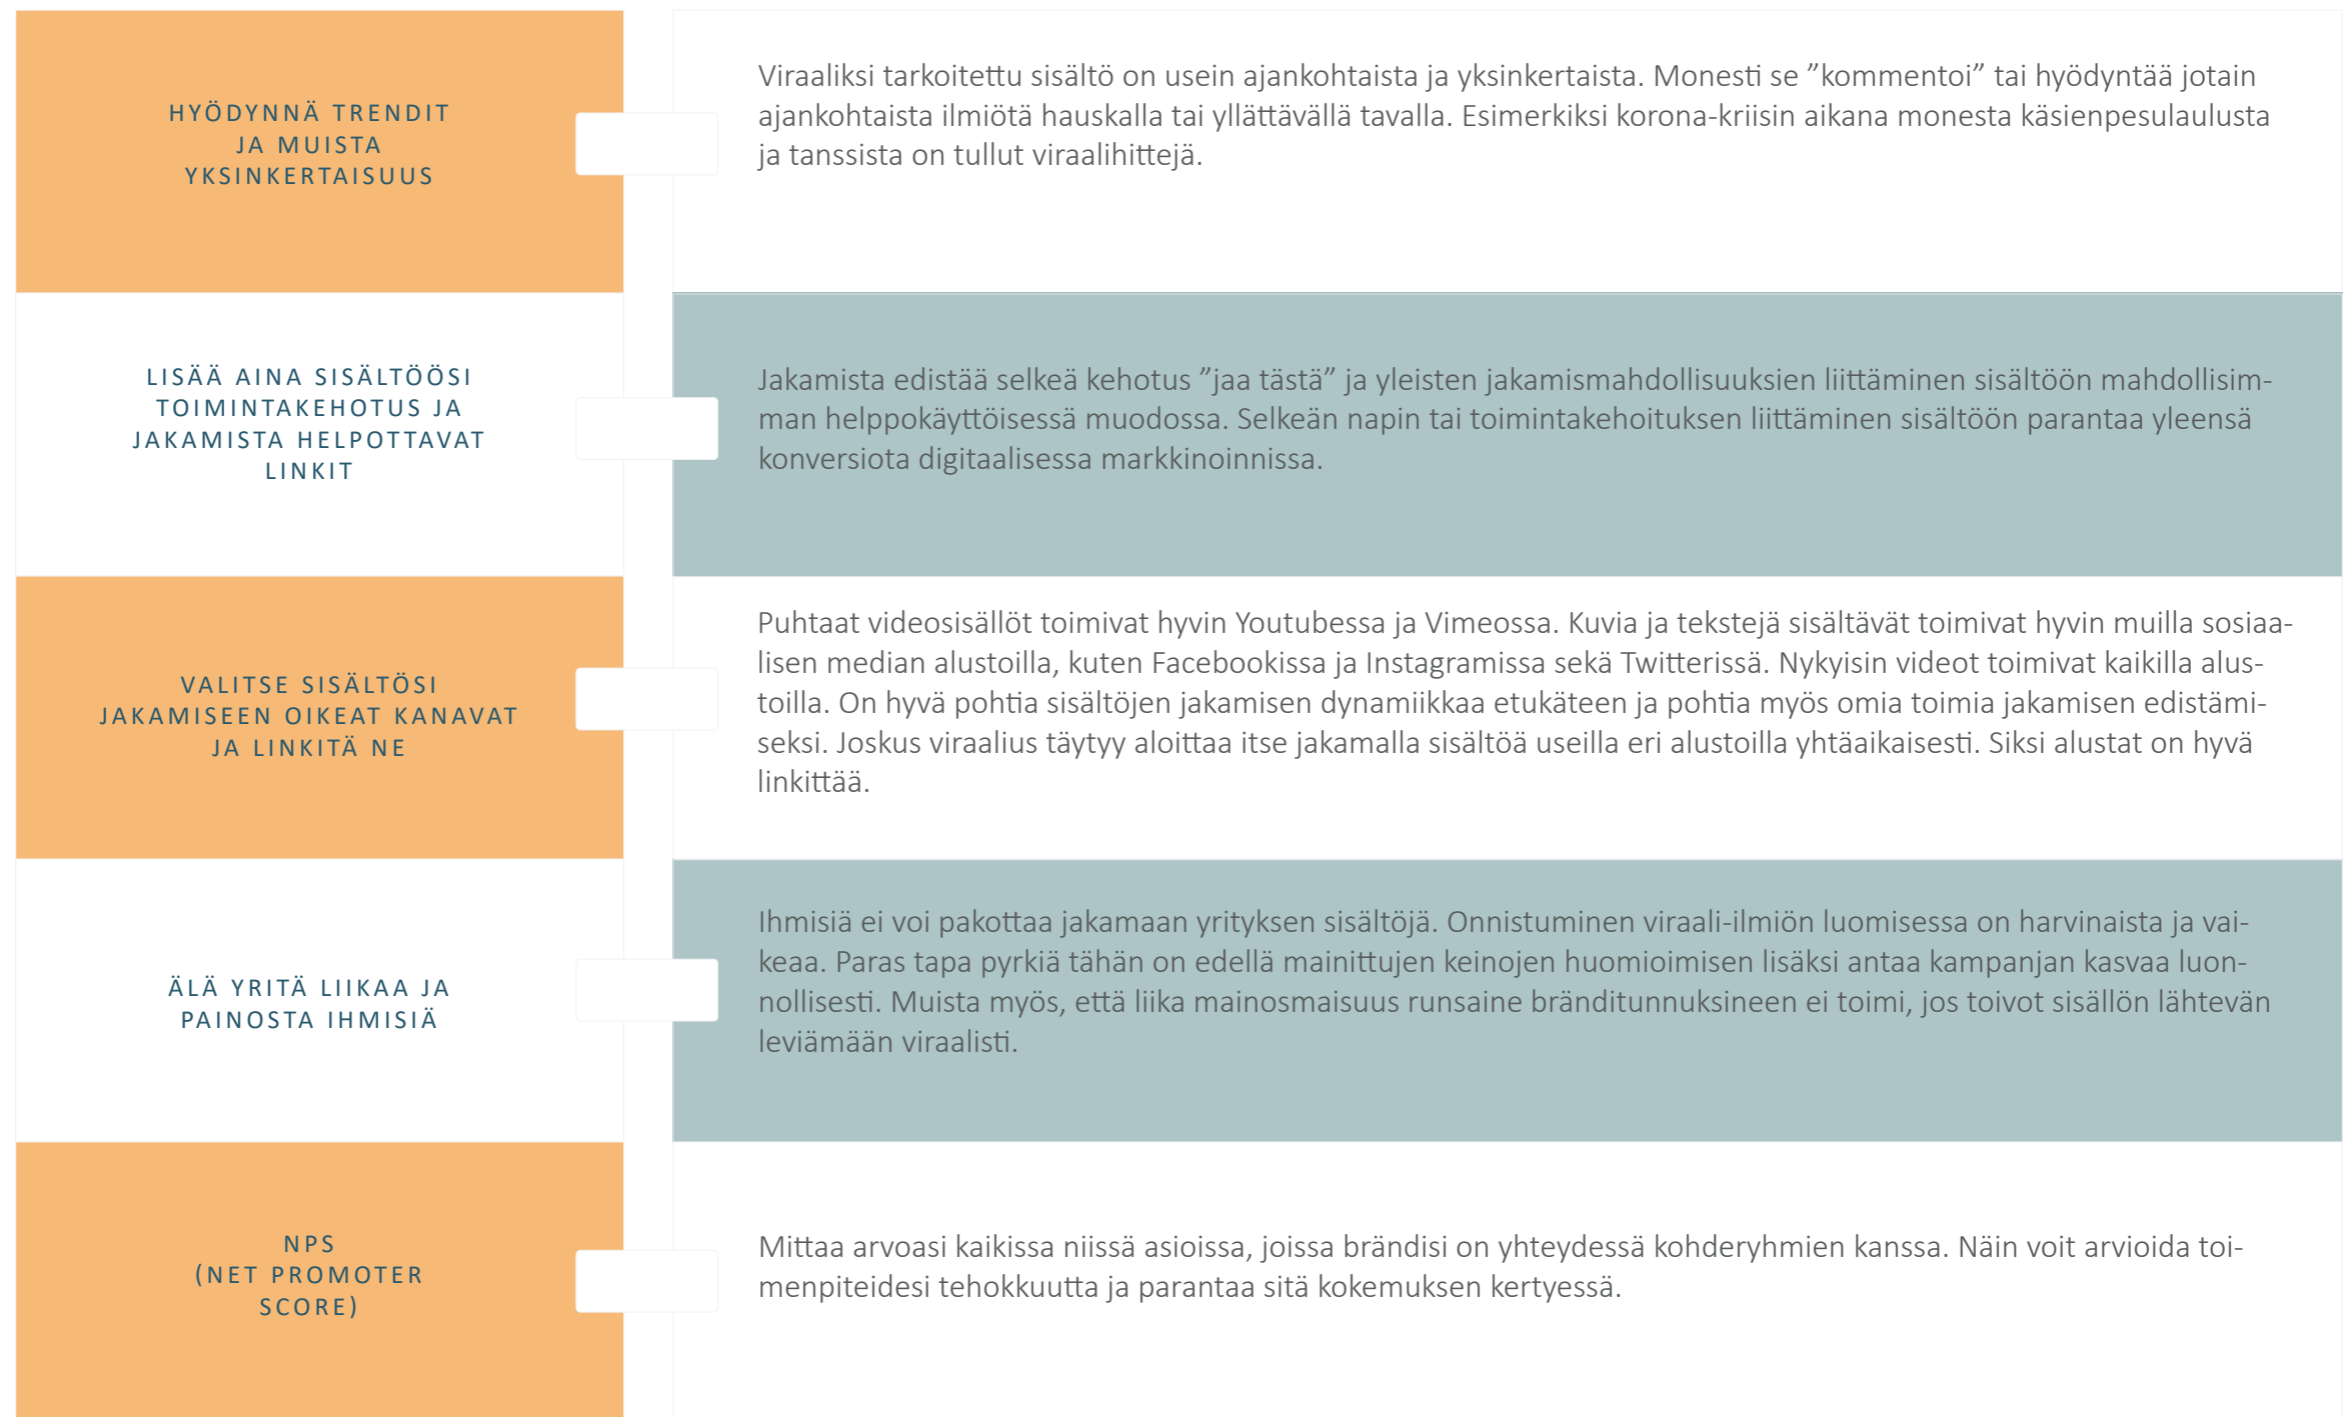 HYÖDYNNÄ TRENDIT
JA MUISTA
YKSINKERTAISUUS
Viraaliksi tarkoitettu sisältö on usein ajankohtaista ja yksinkertaista. Monesti se ”kommentoi” tai hyödyntää jotain
ajankohtaista ilmiötä hauskalla tai yllättävällä tavalla. Esimerkiksi korona-kriisin aikana monesta käsienpesulaulusta
ja tanssista on tullut viraalihittejä.
LISÄÄ AINA SISÄLTÖÖSI
TOIMINTAKEHOTUS JA
JAKAMISTA HELPOTTAVAT
LINKIT
Jakamista edistää selkeä kehotus ”jaa tästä” ja yleisten jakamismahdollisuuksien liittäminen sisältöön mahdollisim-
man helppokäyttöisessä muodossa. Selkeän napin tai toimintakehoituksen liittäminen sisältöön parantaa yleensä
konversiota digitaalisessa markkinoinnissa.
VALITSE SISÄLTÖSI
JAKAMISEEN OIKEAT KANAVAT
JA LINKITÄ NE
Puhtaat videosisällöt toimivat hyvin Youtubessa ja Vimeossa. Kuvia ja tekstejä sisältävät toimivat hyvin muilla sosiaa-
lisen median alustoilla, kuten Facebookissa ja Instagramissa sekä Twitterissä. Nykyisin videot toimivat kaikilla alus-
toilla. On hyvä pohtia sisältöjen jakamisen dynamiikkaa etukäteen ja pohtia myös omia toimia jakamisen edistämi-
seksi. Joskus viraalius täytyy aloittaa itse jakamalla sisältöä useilla eri alustoilla yhtäaikaisesti. Siksi alustat on hyvä
linkittää.
ÄLÄ YRITÄ LIIKAA JA
PAINOSTA IHMISIÄ
Ihmisiä ei voi pakottaa jakamaan yrityksen sisältöjä. Onnistuminen viraali-ilmiön luomisessa on harvinaista ja vai-
keaa. Paras tapa pyrkiä tähän on edellä mainittujen keinojen huomioimisen lisäksi antaa kampanjan kasvaa luon-
nollisesti. Muista myös, että liika mainosmaisuus runsaine bränditunnuksineen ei toimi, jos toivot sisällön lähtevän
leviämään viraalisti.
NPS
(NET PROMOTER
SCORE)
Mittaa arvoasi kaikissa niissä asioissa, joissa brändisi on yhteydessä kohderyhmien kanssa. Näin voit arvioida toi-
menpiteidesi tehokkuutta ja parantaa sitä kokemuksen kertyessä.